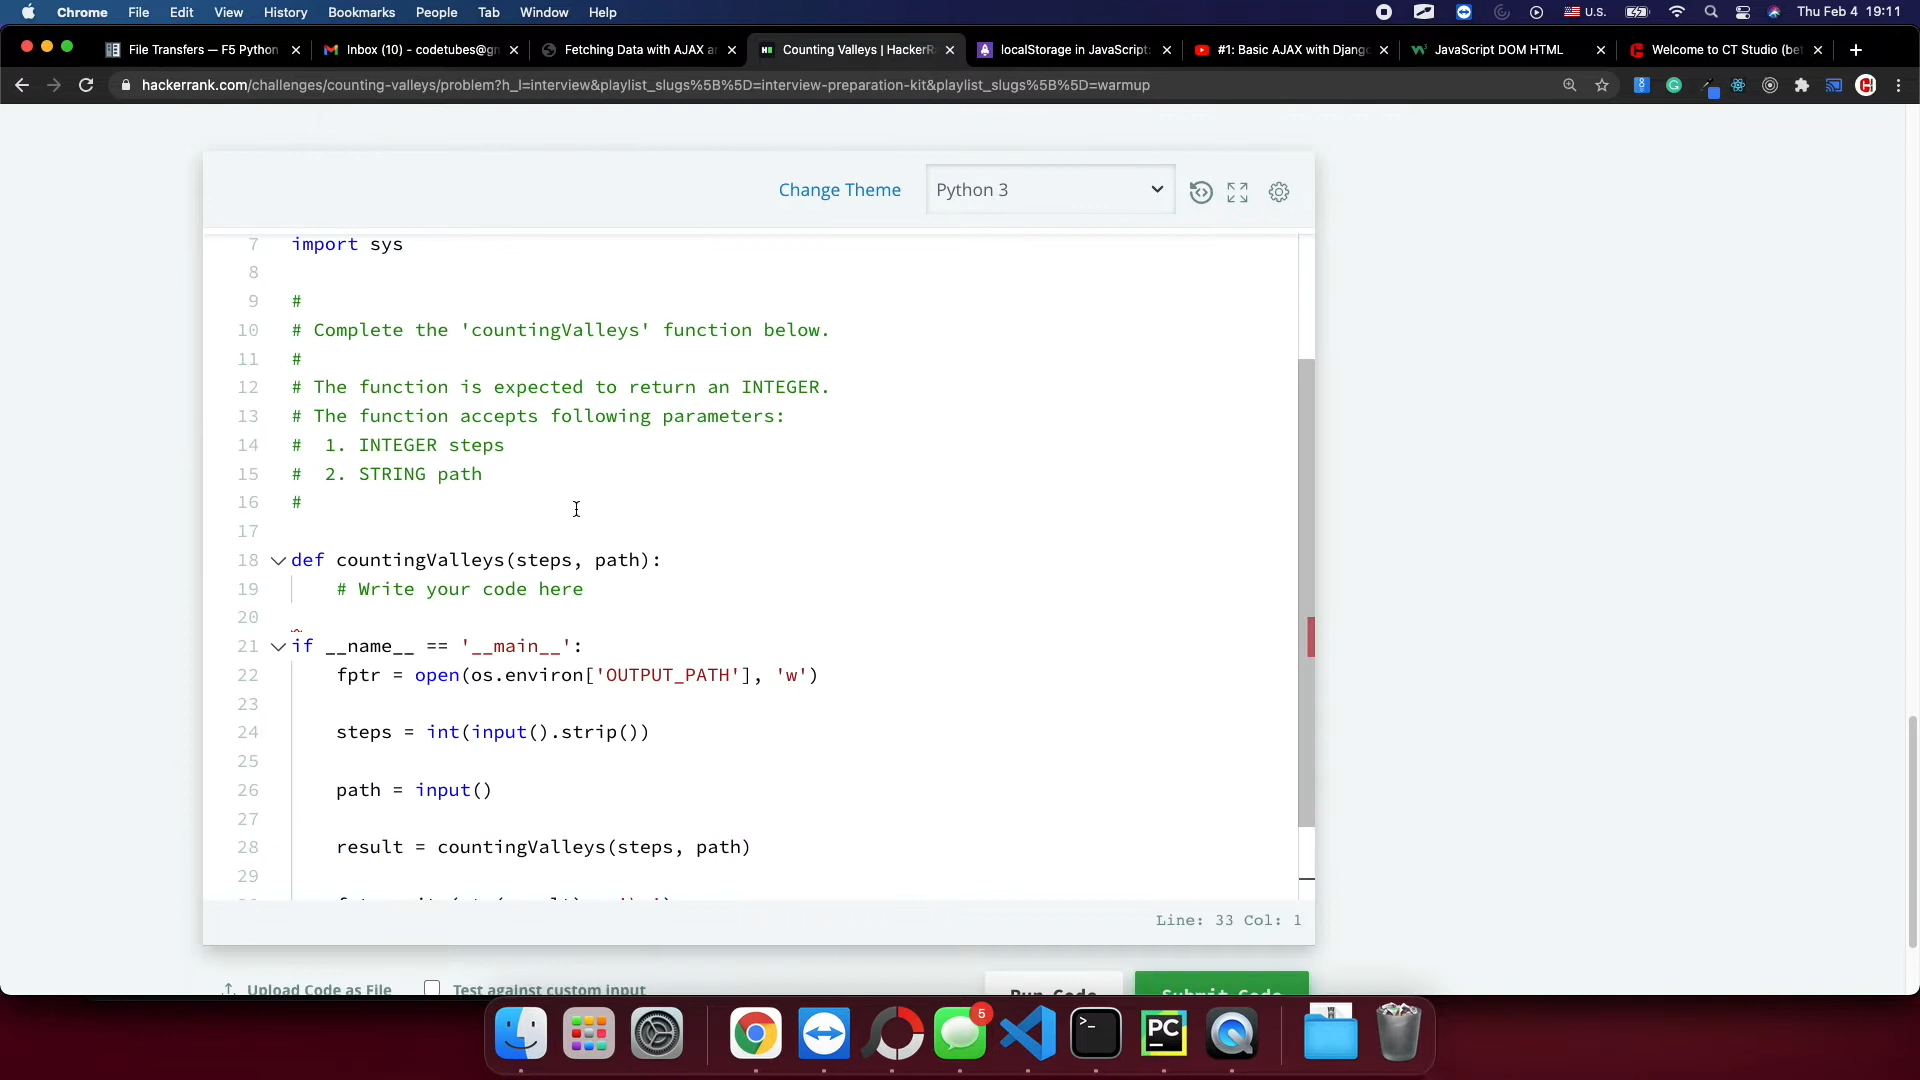 Chrome File Edit View History Bookmarks People Tab Window Help U.S. Thu Feb 4 19:11
File Transfers — F5 Python Inbox (10) - codetubes@gm Fetching Data with AJAX a Counting Valleys | HackerR localStorage in JavaScript: #1: Basic AJAX with Djang JavaScript DOM HTML Welcome to CT Studio (bet
hackerrank.com/challenges/counting-valleys/problem?h_l=interview&playlist_slugs%5B%5D=interview-preparation-kit&playlist_slugs%5B%5D=warmup
Change Theme Python 3
7 import sys
8
9 #
10 # Complete the 'countingValleys' function below.
11 #
12 # The function is expected to return an INTEGER.
13 # The function accepts following parameters:
14 #  1. INTEGER steps
15 #  2. STRING path
16 #
17
18 def countingValleys(steps, path):
19     # Write your code here
20
21 if __name__ == '__main__':
22     fptr = open(os.environ['OUTPUT_PATH'], 'w')
23
24     steps = int(input().strip())
25
26     path = input()
27
28     result = countingValleys(steps, path)
29
Line: 33 Col: 1
Upload Code as File Test against custom input Run Code Submit Code
5
PC